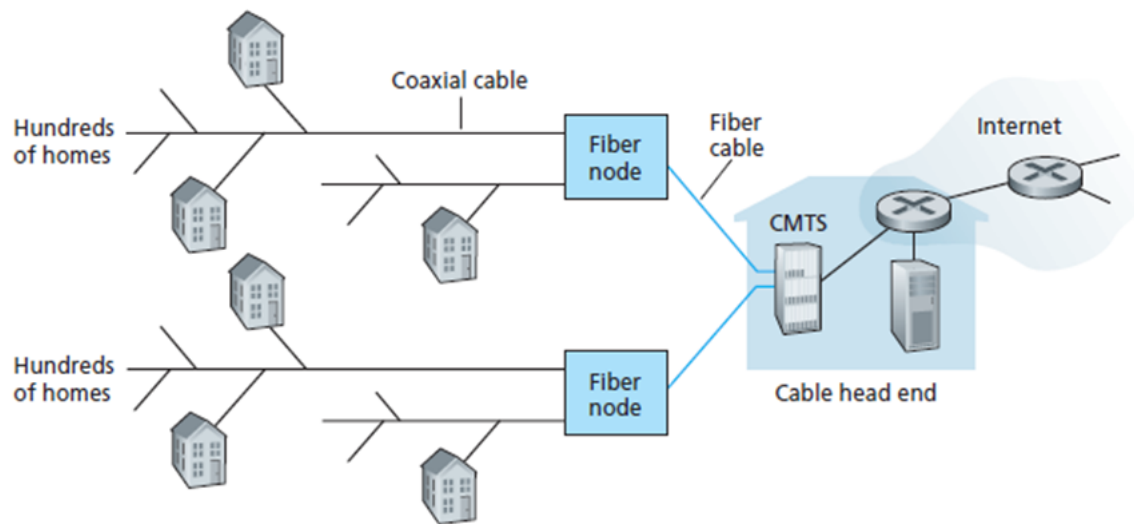 Coaxial cable
Hundreds
of homes
Fiber
node
Fiber
cable
Internet
CMTS
Hundreds
of homes
Fiber
node
Cable head end